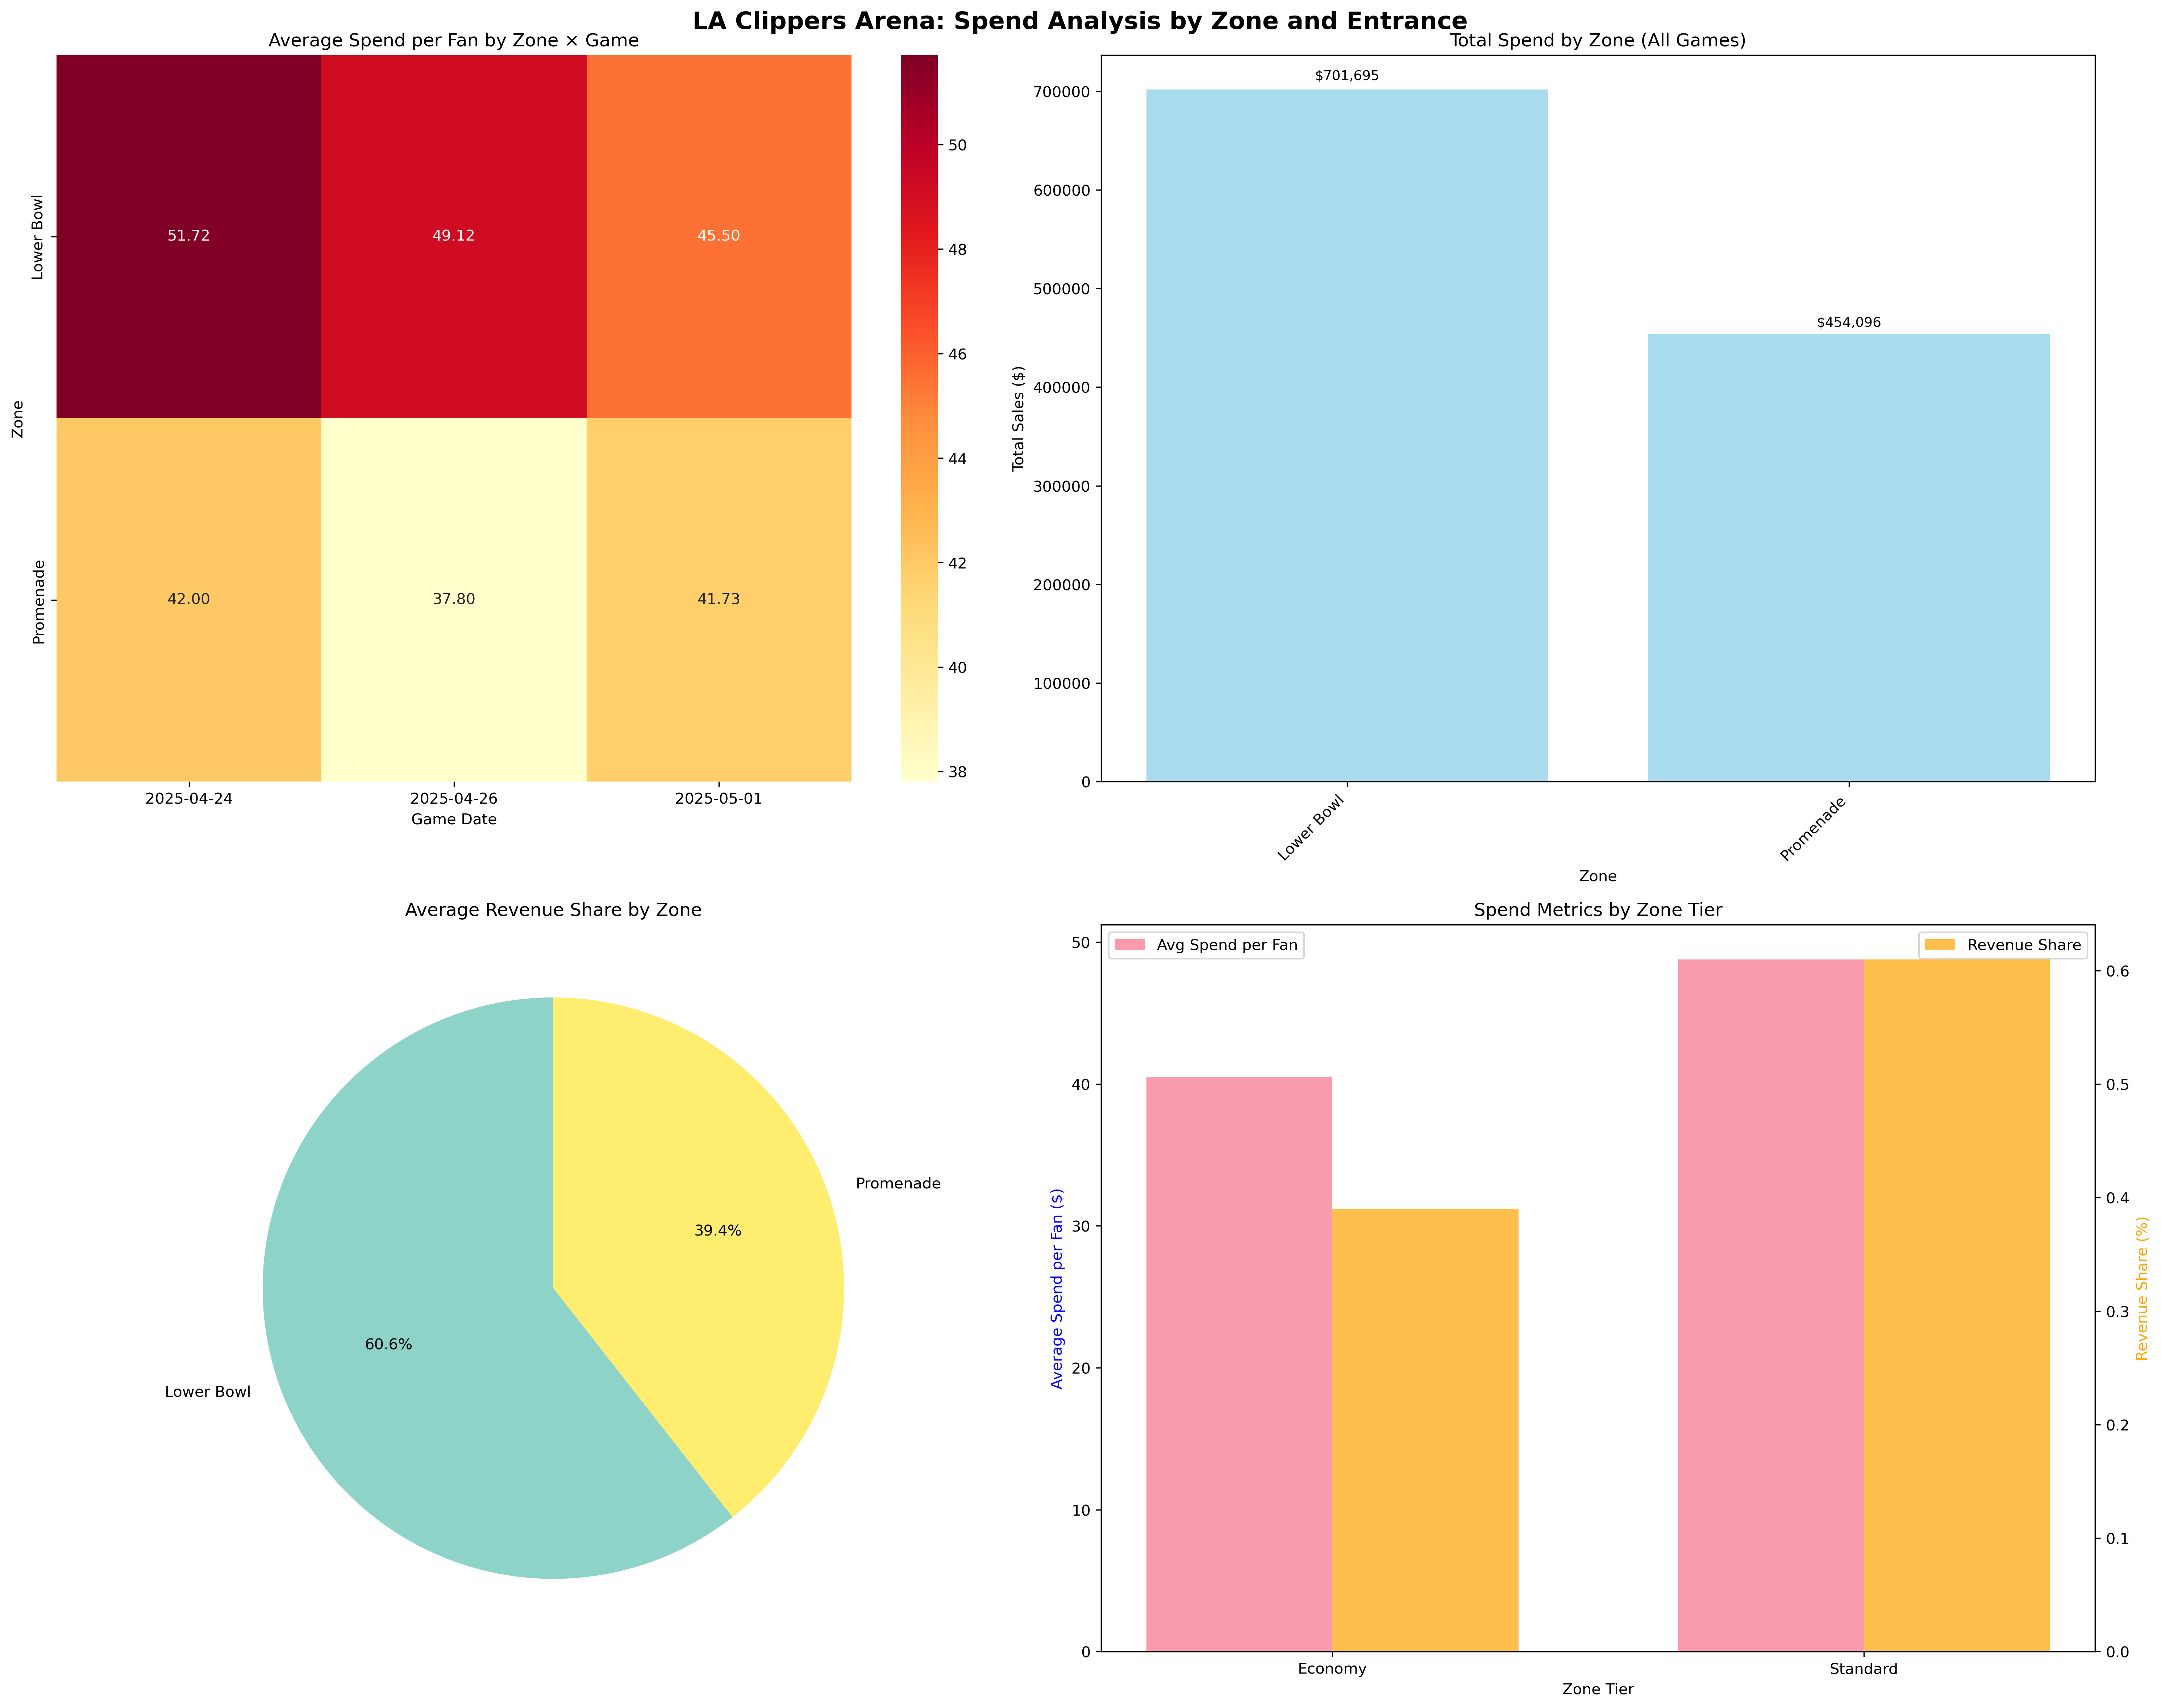 LA Clippers Arena: Spend Analysis by Zone and Entrance
Average Spend per Fan by Zone × Game
Zone
Lower Bowl
Promenade
51.72
49.12
45.50
42.00
37.80
41.73
2025-04-24
2025-04-26
2025-05-01
Game Date
50
48
46
44
42
40
38
Total Spend by Zone (All Games)
Total Sales ($)
700000
600000
500000
400000
300000
200000
100000
0
$701,695
$454,096
Lower Bowl
Promenade
Zone
Average Revenue Share by Zone
Promenade
39.4%
60.6%
Lower Bowl
Spend Metrics by Zone Tier
Avg Spend per Fan
Revenue Share
Average Spend per Fan ($)
50
40
30
20
10
0
Economy
Standard
Zone Tier
0.6
0.5
0.4
0.3
0.2
0.1
0.0
Revenue Share (%)